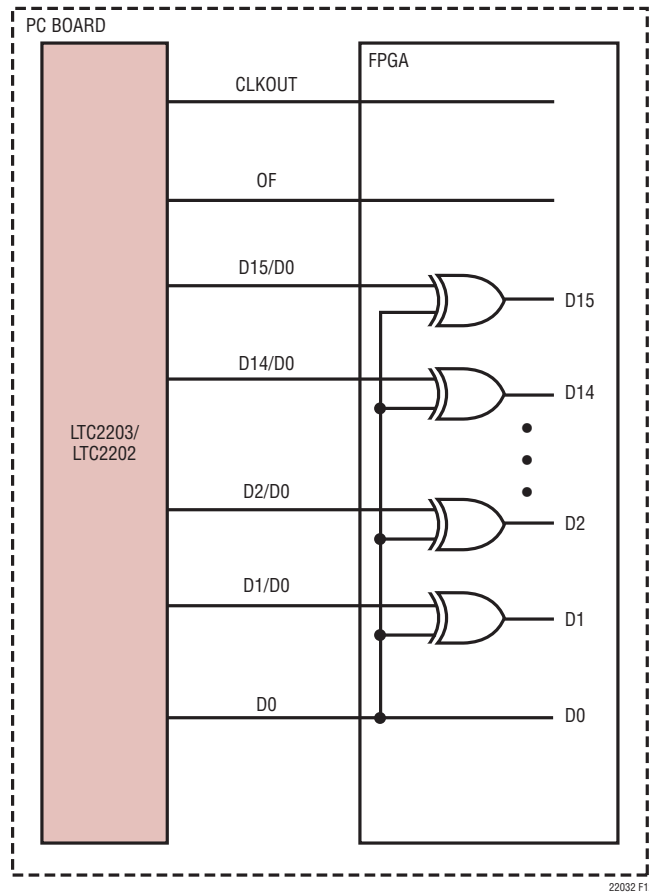 PC BOARD
FPGA
CLKOUT
OF
D15/D0
D15
D14/D0
D14
LTC2203/
LTC2202
D2/D0
D2
D1/D0
D1
D0
D0
22032 F1